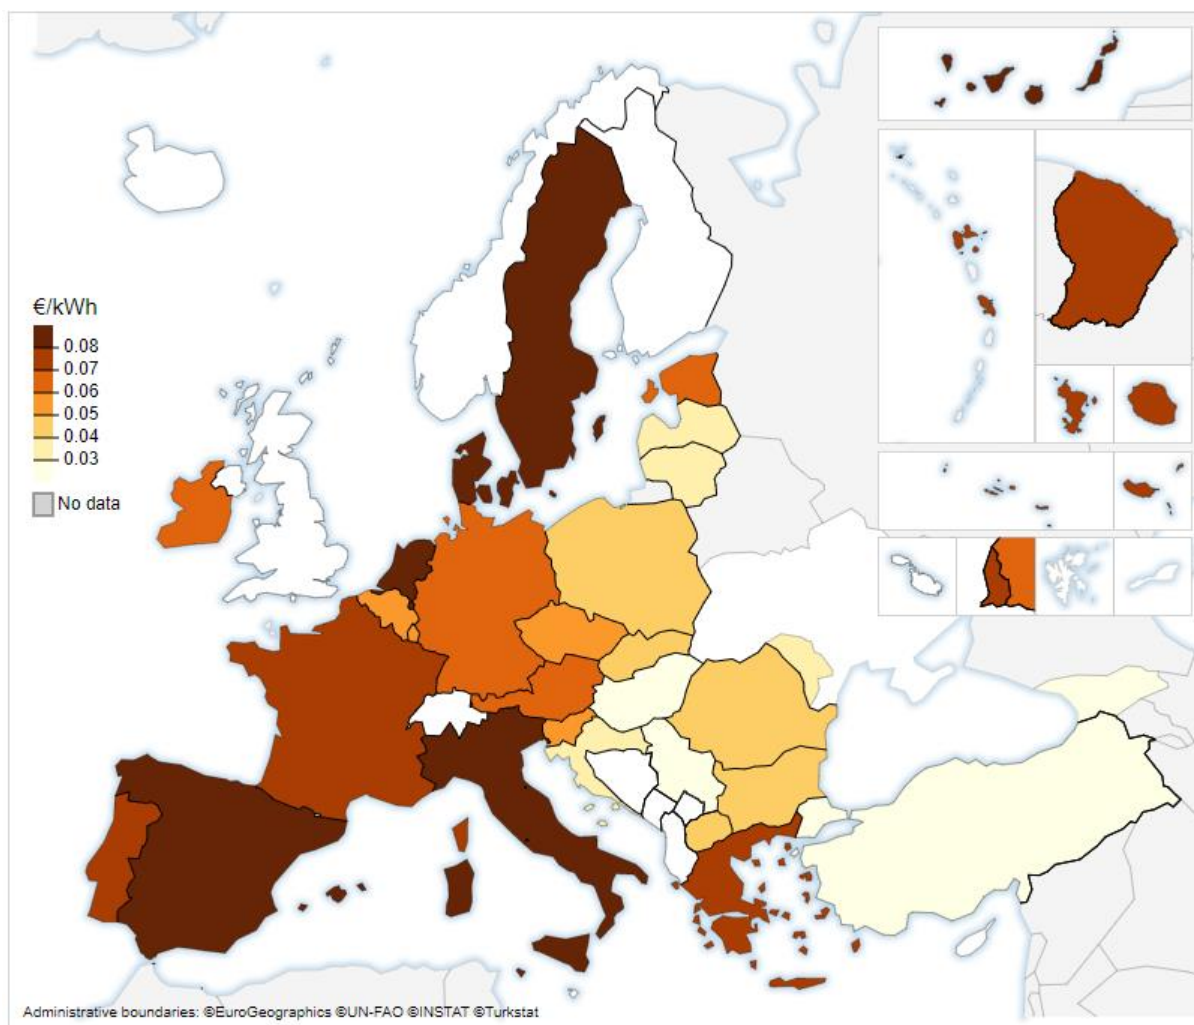 €/kWh
0.08
0.07
0.06
0.05
0.04
0.03
No data
Administrative boundaries: ©EuroGeographics ©UN-FAO ©INSTAT ©Turkstat